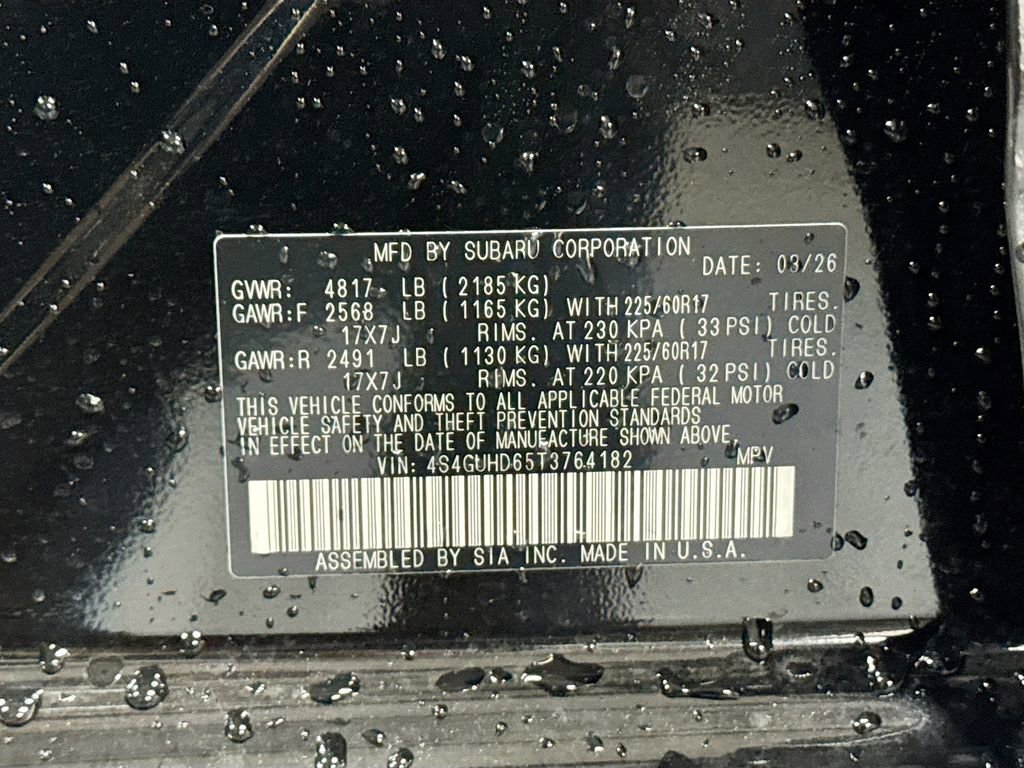 MFD BY SUBARU CORPORATION
DATE: 03/26
GVWR: 4817 LB ( 2185 KG)
GAWR: F 2568 LB ( 1165 KG) WITH 225/60R17 TIRES.
17X7J RIMS. AT 230 KPA ( 33 PSI) COLD
GAWR: R 2491 LB ( 1130 KG) WITH 225/60R17 TIRES.
17X7J RIMS. AT 220 KPA ( 32 PSI) COLD
THIS VEHICLE CONFORMS TO ALL APPLICABLE FEDERAL MOTOR
VEHICLE SAFETY AND THEFT PREVENTION STANDARDS
IN EFFECT ON THE DATE OF MANUFACTURE SHOWN ABOVE.
VIN: 4S4GUHD65T3764182 MPV
ASSEMBLED BY SIA INC. MADE IN U.S.A.